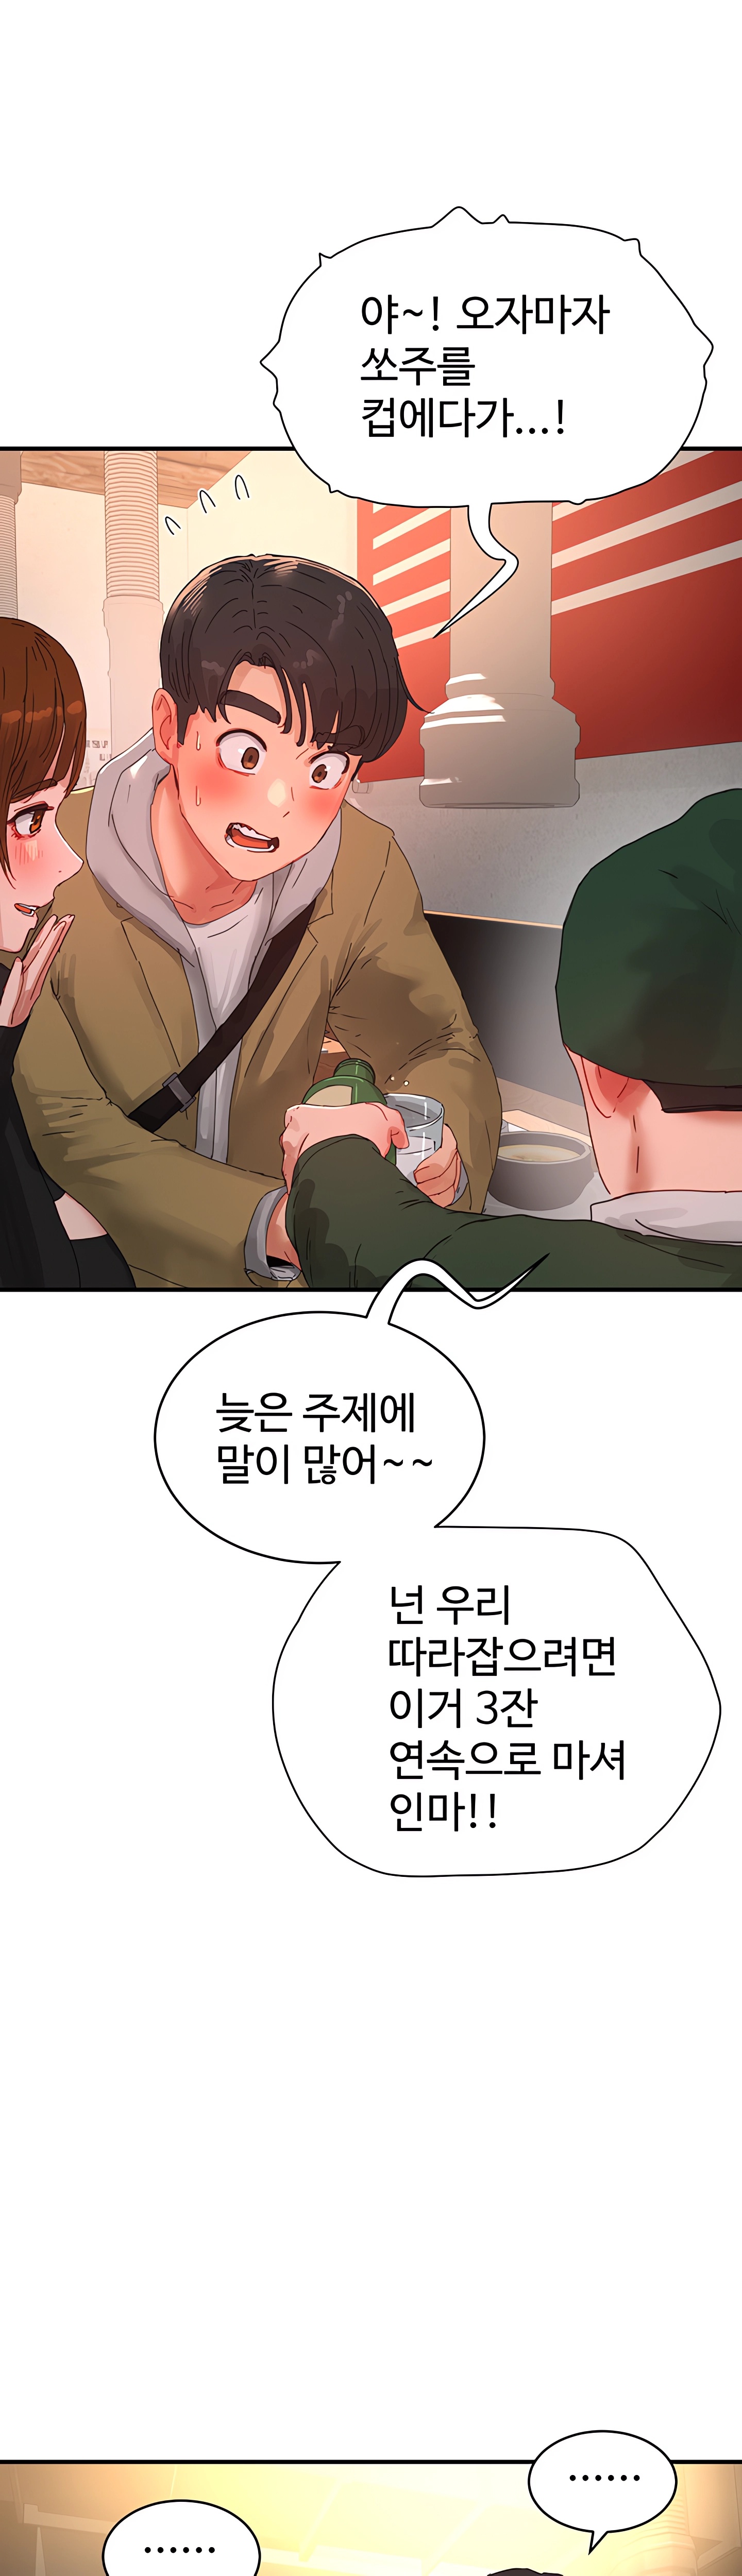 야~! 오자마자
쏘주를
컵에다가...!
늦은 주제에
말이 많어~~
넌 우리
따라잡으려면
이거 3잔
연속으로 마셔
인마!!
......
......